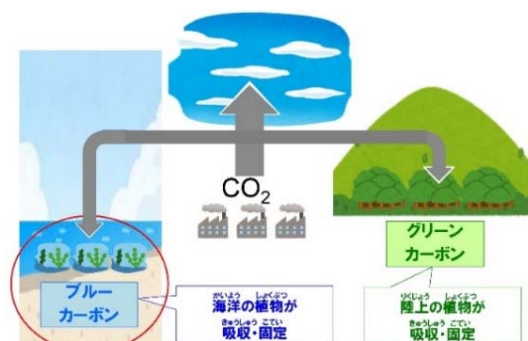 CO₂
グリーン
カーボン
ブルー
カーボン
かいよう しょくぶつ
海洋の植物が
きゅうしゅう こてい
吸収・固定
りくじょう しょくぶつ
陸上の植物が
きゅうしゅう こてい
吸収・固定